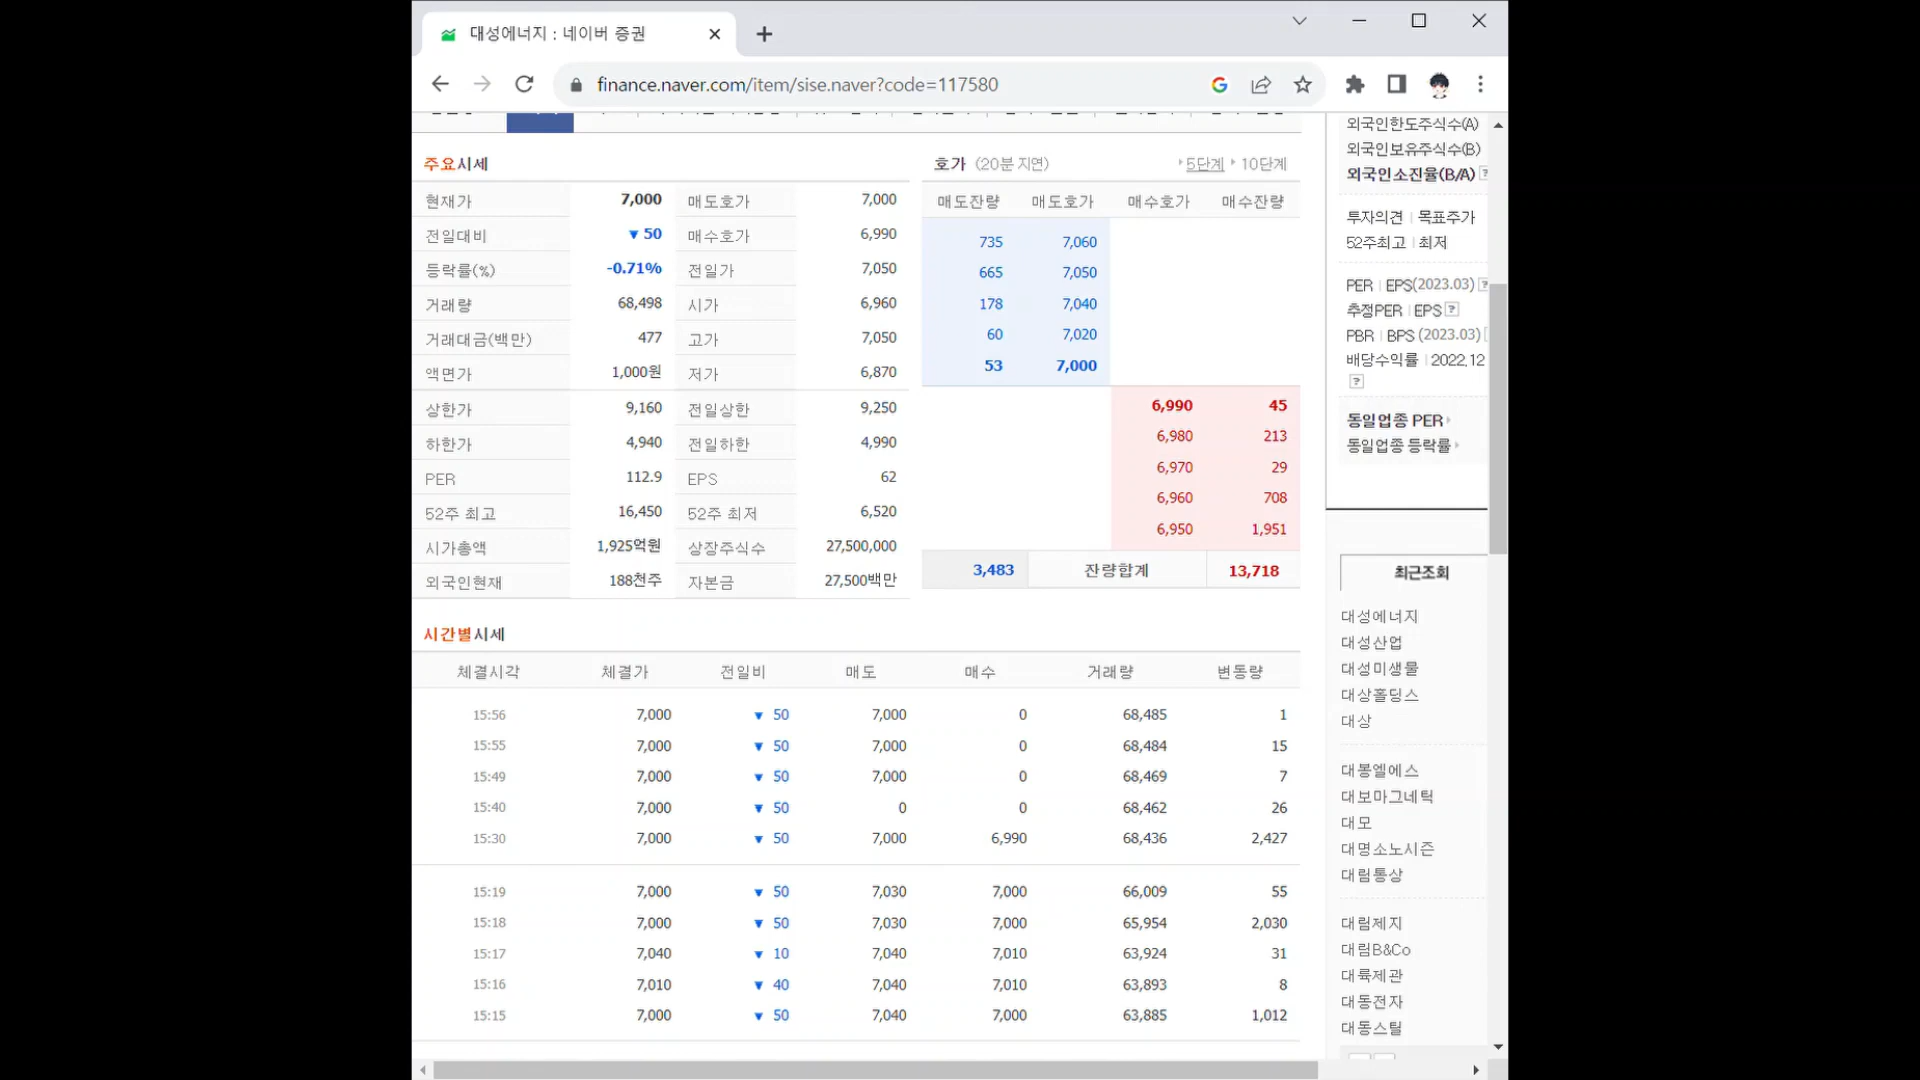 대성에너지 : 네이버 증권
finance.naver.com/item/sise.naver?code=117580
주요시세
현재가 7,000 매도호가 7,000
전일대비 ▼ 50 매수호가 6,990
등락률(%) -0.71% 전일가 7,050
거래량 68,498 시가 6,960
거래대금(백만) 477 고가 7,050
액면가 1,000원 저가 6,870
상한가 9,160 전일상한 9,250
하한가 4,940 전일하한 4,990
PER 112.9 EPS 62
52주 최고 16,450 52주 최저 6,520
시가총액 1,925억원 상장주식수 27,500,000
외국인현재 188천주 자본금 27,500백만
호가 (20분 지연) 5단계 10단계
매도잔량 매도호가 매수호가 매수잔량
735 7,060
665 7,050
178 7,040
60 7,020
53 7,000
6,990 45
6,980 213
6,970 29
6,960 708
6,950 1,951
3,483 잔량합계 13,718
시간별시세
체결시각 체결가 전일비 매도 매수 거래량 변동량
15:56 7,000 ▼ 50 7,000 0 68,485 1
15:55 7,000 ▼ 50 7,000 0 68,484 15
15:49 7,000 ▼ 50 7,000 0 68,469 7
15:40 7,000 ▼ 50 0 0 68,462 26
15:30 7,000 ▼ 50 7,000 6,990 68,436 2,427
15:19 7,000 ▼ 50 7,030 7,000 66,009 55
15:18 7,000 ▼ 50 7,030 7,000 65,954 2,030
15:17 7,040 ▼ 10 7,040 7,010 63,924 31
15:16 7,010 ▼ 40 7,040 7,010 63,893 8
15:15 7,000 ▼ 50 7,040 7,000 63,885 1,012
외국인한도주식수(A)
외국인보유주식수(B)
외국인소진율(B/A) ?
투자의견 | 목표주가
52주최고 | 최저
PER | EPS(2023.03) ?
추정PER | EPS ?
PBR | BPS (2023.03)
배당수익률 | 2022.12
?
동일업종 PER
동일업종 등락률
최근조회
대성에너지
대성산업
대성미생물
대상홀딩스
대상
대봉엘에스
대보마그네틱
대모
대명소노시즌
대림통상
대림제지
대림B&Co
대륙제관
대동전자
대동스틸